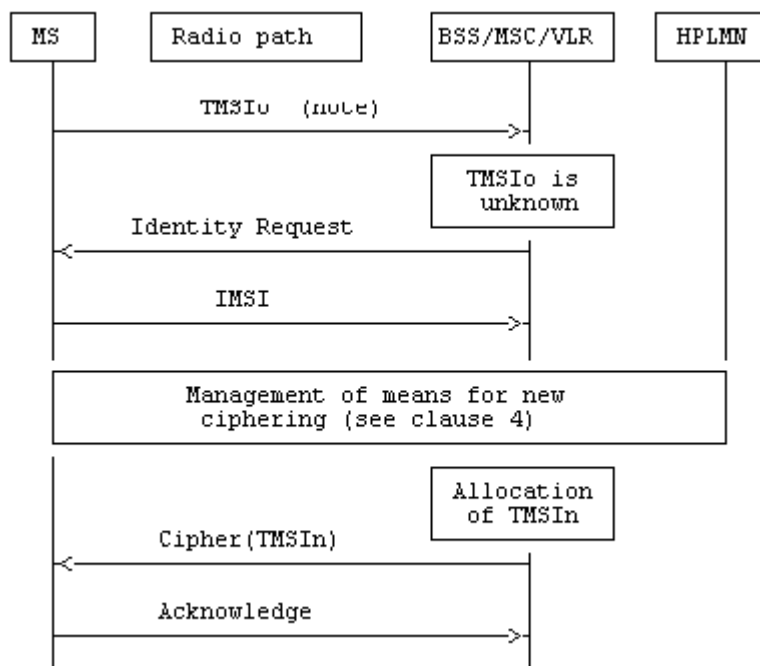 MS Radio path BSS/MSC/VLR HPLMN
TMSIo (note)
TMSIo is
unknown
Identity Request
IMSI
Management of means for new
ciphering (see clause 4)
Allocation
of TMSIn
Cipher(TMSIn)
Acknowledge